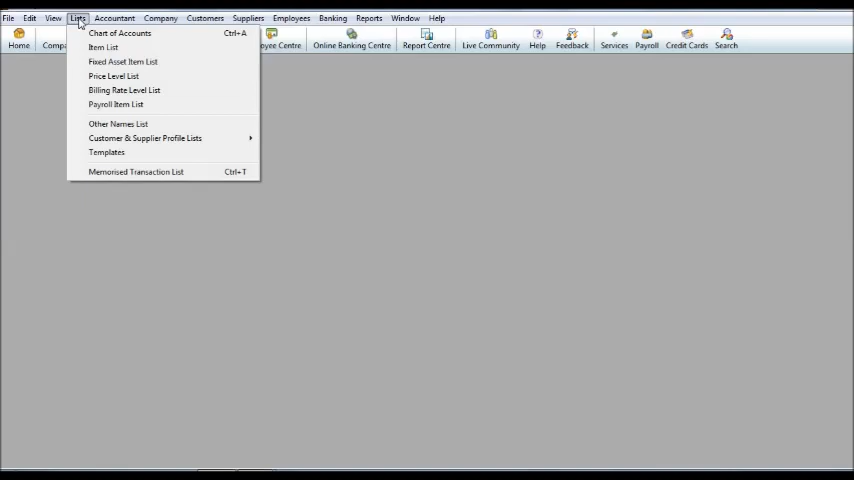 File Edit View Lists Accountant Company Customers Suppliers Employees Banking Reports Window Help
Home Compa yee Centre Online Banking Centre Report Centre Live Community Help Feedback Services Payroll Credit Cards Search
Chart of Accounts Ctrl+A
Item List
Fixed Asset Item List
Price Level List
Billing Rate Level List
Payroll Item List
Other Names List
Customer & Supplier Profile Lists
Templates
Memorised Transaction List Ctrl+T